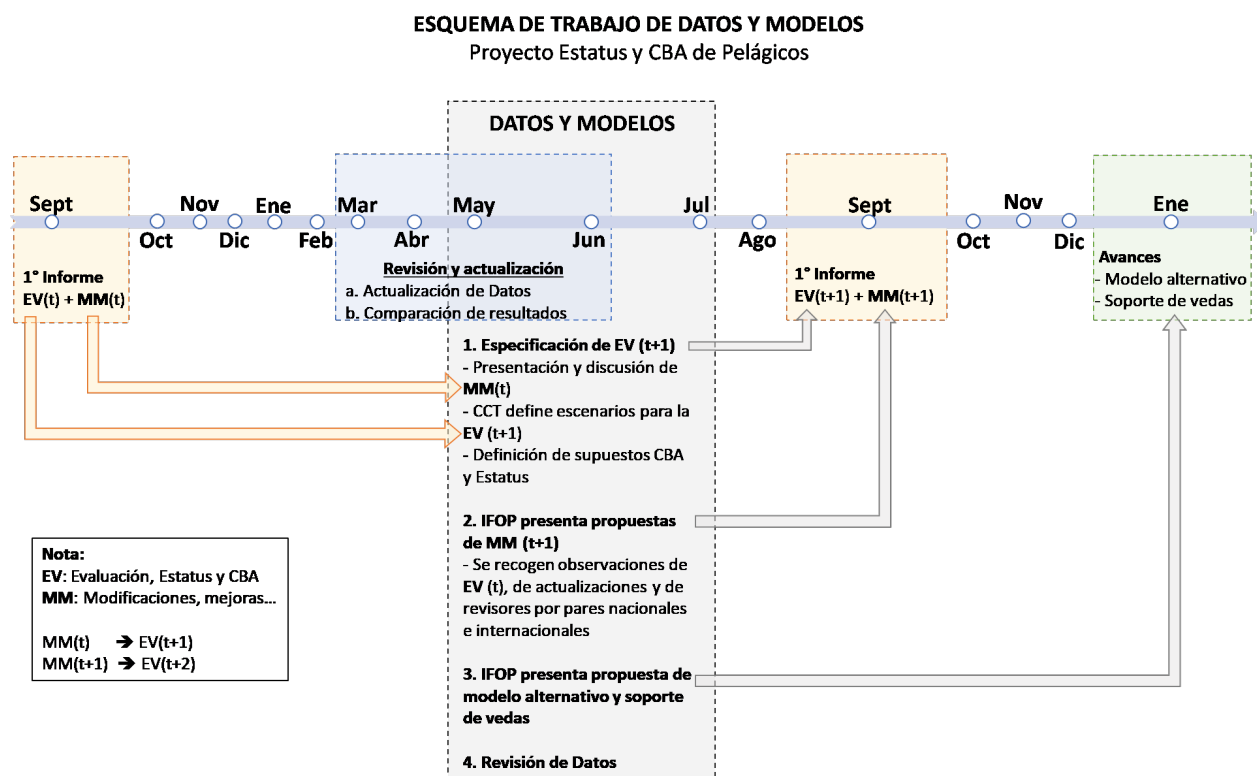 ESQUEMA DE TRABAJO DE DATOS Y MODELOS
Proyecto Estatus y CBA de Pelágicos
DATOS Y MODELOS
Sept
Oct
Nov
Dic
Ene
Feb
Mar
Abr
May
Jun
Jul
Ago
Sept
Oct
Nov
Dic
Ene
1° Informe
EV(t) + MM(t)
Revisión y actualización
a. Actualización de Datos
b. Comparación de resultados
1° Informe
EV(t+1) + MM(t+1)
Avances
- Modelo alternativo
- Soporte de vedas
1. Especificación de EV (t+1)
- Presentación y discusión de
MM(t)
- CCT define escenarios para la
EV (t+1)
- Definición de supuestos CBA
y Estatus
2. IFOP presenta propuestas
de MM (t+1)
- Se recogen observaciones de
EV (t), de actualizaciones y de
revisores por pares nacionales
e internacionales
3. IFOP presenta propuesta de
modelo alternativo y soporte
de vedas
4. Revisión de Datos
Nota:
EV: Evaluación, Estatus y CBA
MM: Modificaciones, mejoras...
MM(t) ➔ EV(t+1)
MM(t+1) ➔ EV(t+2)